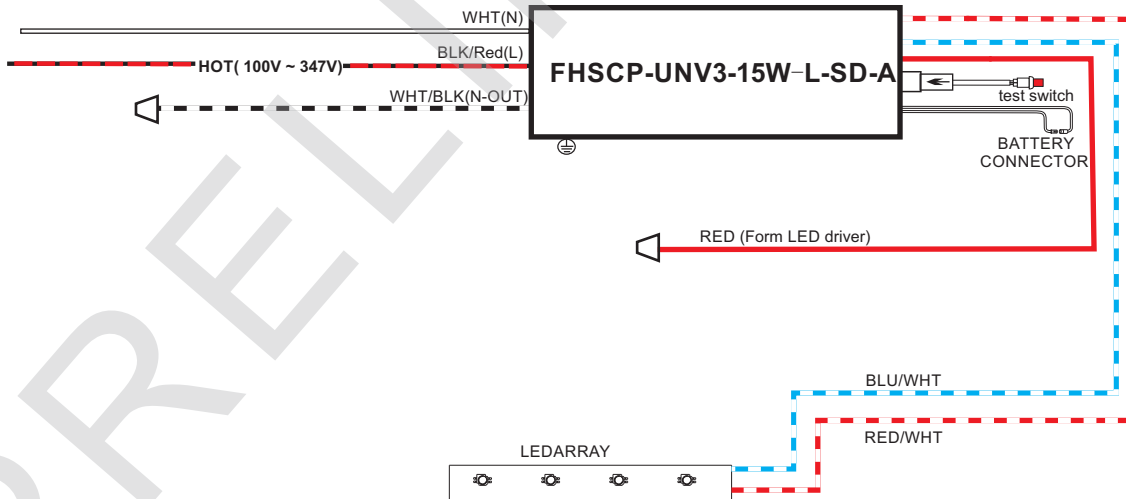 WHT(N)
BLK/Red(L)
HOT( 100V ~ 347V)
WHT/BLK(N-OUT)
FHSCP-UNV3-15W-L-SD-A
test switch
BATTERY
CONNECTOR
RED (Form LED driver)
BLU/WHT
RED/WHT
LEDARRAY
PRELI